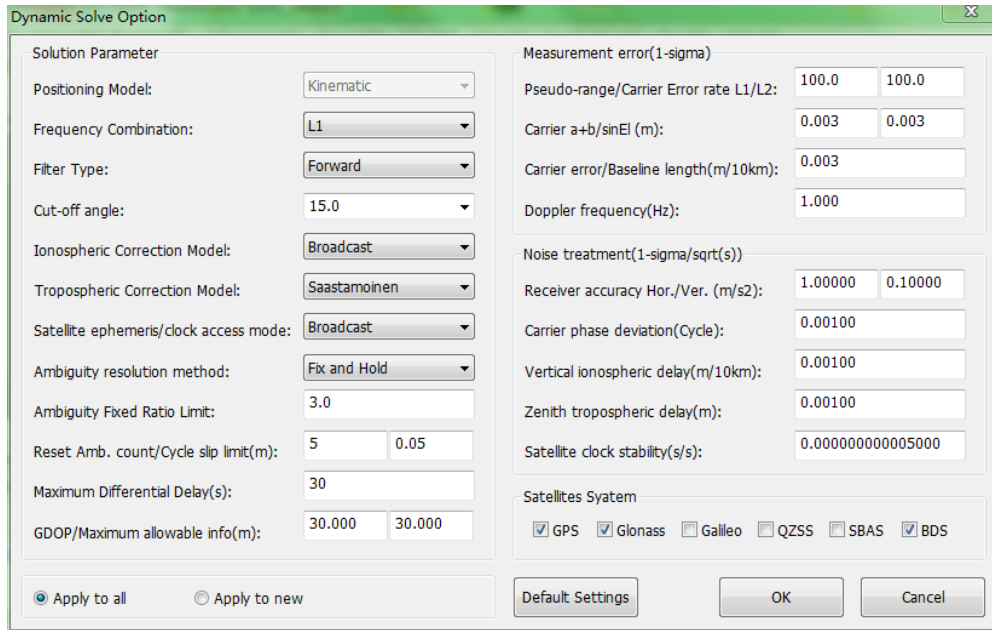 Dynamic Solve Option
Solution Parameter
Positioning Model: Kinematic
Frequency Combination: L1
Filter Type: Forward
Cut-off angle: 15.0
Ionospheric Correction Model: Broadcast
Tropospheric Correction Model: Saastamoinen
Satellite ephemeris/clock access mode: Broadcast
Ambiguity resolution method: Fix and Hold
Ambiguity Fixed Ratio Limit: 3.0
Reset Amb. count/Cycle slip limit(m): 5 0.05
Maximum Differential Delay(s): 30
GDOP/Maximum allowable info(m): 30.000 30.000
Apply to all Apply to new
Measurement error(1-sigma)
Pseudo-range/Carrier Error rate L1/L2: 100.0 100.0
Carrier a+b/sinEl (m): 0.003 0.003
Carrier error/Baseline length(m/10km): 0.003
Doppler frequency(Hz): 1.000
Noise treatment(1-sigma/sqrt(s))
Receiver accuracy Hor./Ver. (m/s2): 1.00000 0.10000
Carrier phase deviation(Cycle): 0.00100
Vertical ionospheric delay(m/10km): 0.00100
Zenith tropospheric delay(m): 0.00100
Satellite clock stability(s/s): 0.000000000005000
Satellites Syatem
GPS Glonass Galileo QZSS SBAS BDS
Default Settings OK Cancel